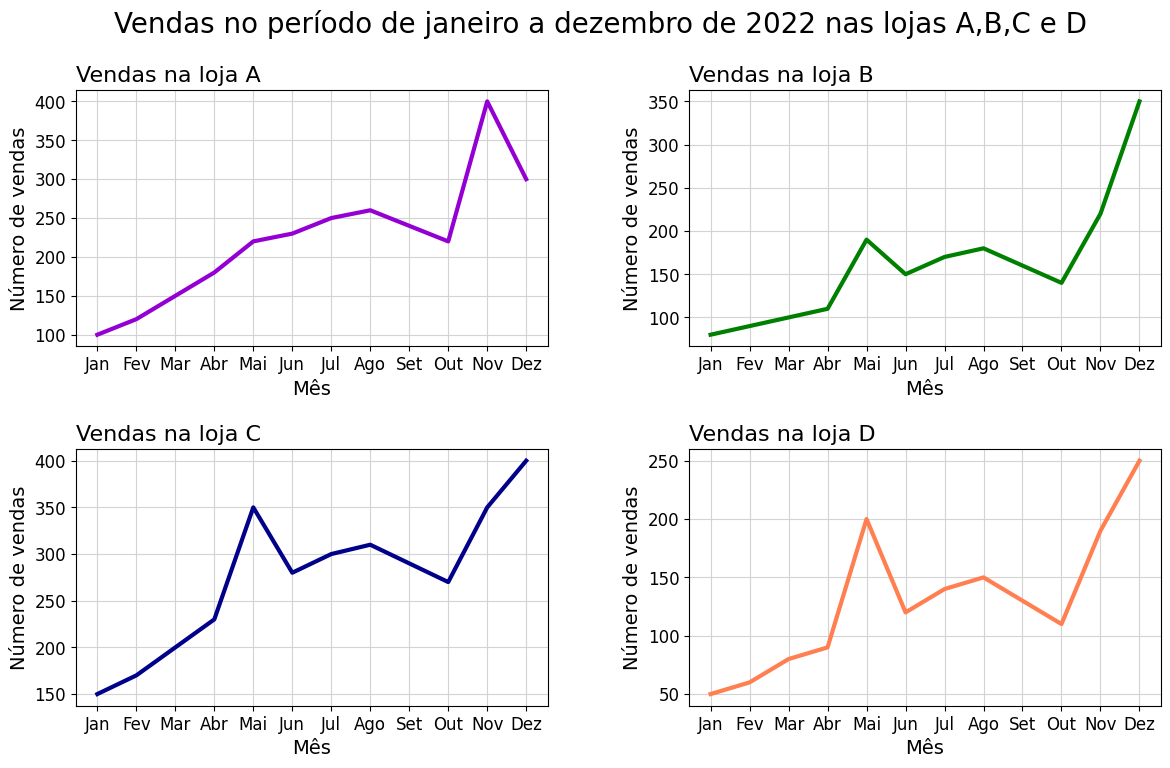 Vendas no período de janeiro a dezembro de 2022 nas lojas A,B,C e D
Vendas na loja A
Número de vendas
400
350
300
250
200
150
100
Jan Fev Mar Abr Mai Jun Jul Ago Set Out Nov Dez
Mês
Vendas na loja B
Número de vendas
350
300
250
200
150
100
Jan Fev Mar Abr Mai Jun Jul Ago Set Out Nov Dez
Mês
Vendas na loja C
Número de vendas
400
350
300
250
200
150
Jan Fev Mar Abr Mai Jun Jul Ago Set Out Nov Dez
Mês
Vendas na loja D
Número de vendas
250
200
150
100
50
Jan Fev Mar Abr Mai Jun Jul Ago Set Out Nov Dez
Mês